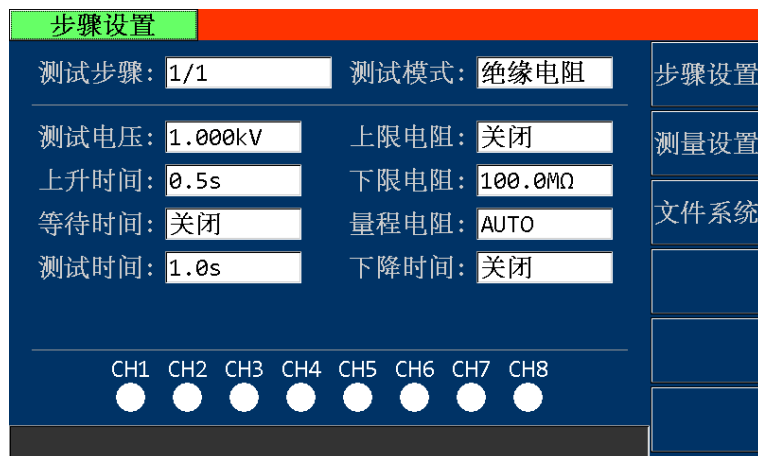 步骤设置
测试步骤: 1/1 测试模式: 绝缘电阻
测试电压: 1.000kV 上限电阻: 关闭
上升时间: 0.5s 下限电阻: 100.0MΩ
等待时间: 关闭 量程电阻: AUTO
测试时间: 1.0s 下降时间: 关闭
CH1 CH2 CH3 CH4 CH5 CH6 CH7 CH8
步骤设置
测量设置
文件系统